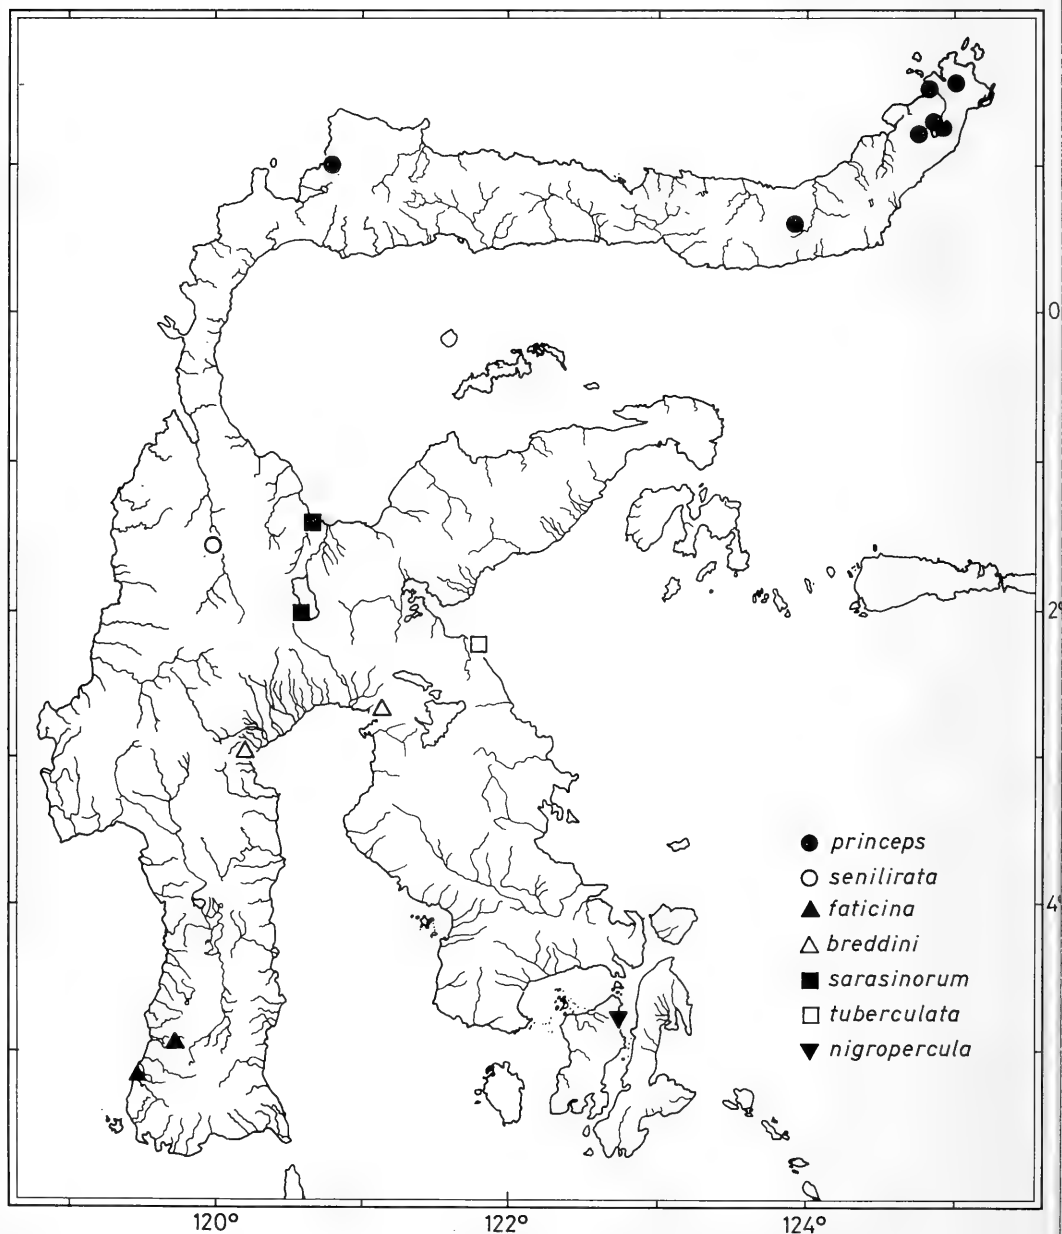 0
2°
4°
princeps
senilirata
faticina
breddini
sarasinorum
tuberculata
nigropercula
120°
122°
124°